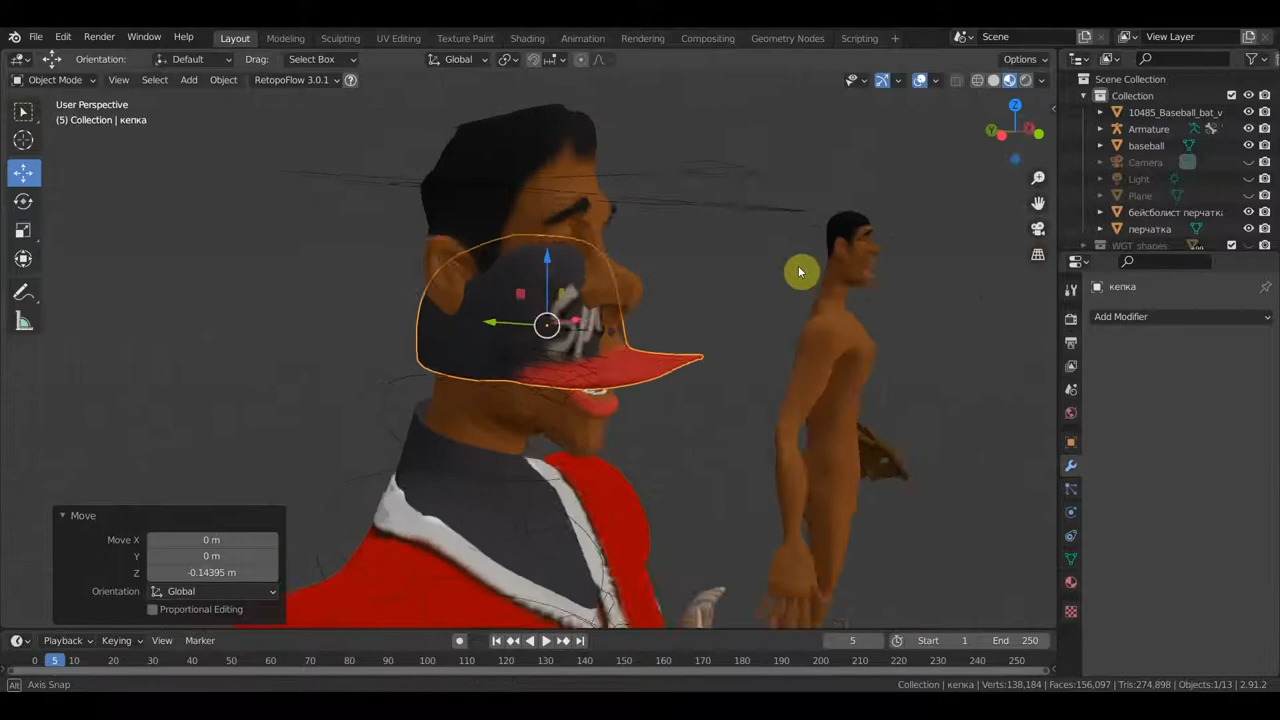 File Edit Render Window Help Layout Modeling Sculpting UV Editing Texture Paint Shading Animation Rendering Compositing Geometry Nodes Scripting + Scene View Layer
Orientation: Default Drag: Select Box Global Options
Object Mode View Select Add Object RetopoFlow 3.0.1
User Perspective
(5) Collection | кепка
Z
Y
Scene Collection
Collection
10485_Baseball_bat_v
Armature
baseball
Camera
Light
Plane
бейсболист перчатка
перчатка
WGT_shapes
кепка
Add Modifier
Move
Move X 0 m
Y 0 m
Z -0.14395 m
Orientation Global
Proportional Editing
Playback Keying View Marker 5 Start 1 End 250
0 5 10 20 30 40 50 60 70 80 90 100 110 120 130 140 150 160 170 180 190 200 210 220 230 240 250
Alt Axis Snap Collection | кепка Verts:138,184 | Faces:156,097 | Tris:274,898 | Objects:1/13 | 2.91.2